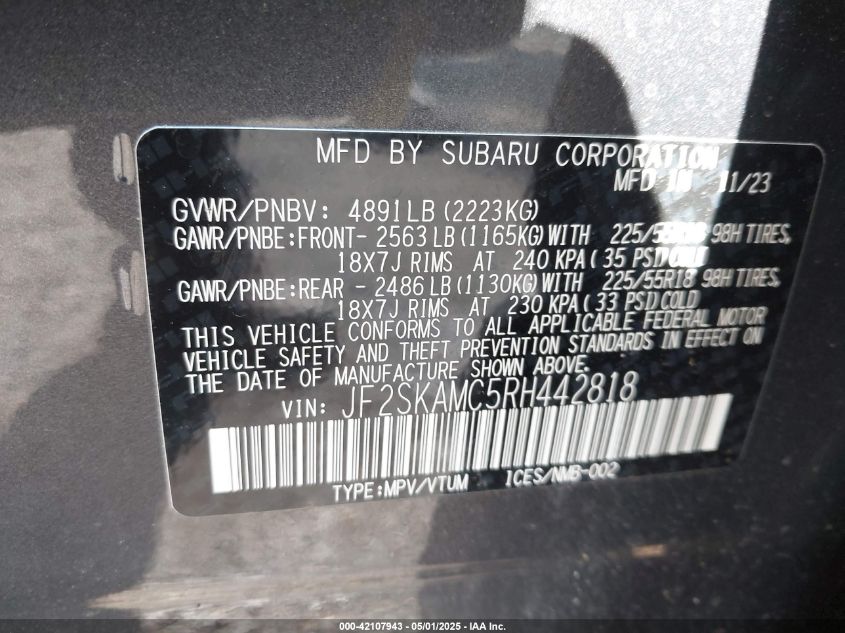 MFD BY SUBARU CORPORATION
MFD IN 11/23
GVWR/PNBV: 4891LB (2223KG)
GAWR/PNBE:FRONT- 2563LB (1165KG) WITH 225/55R18 98H TIRES,
18X7J RIMS AT 240 KPA( 35 PSI) COLD
GAWR/PNBE:REAR - 2486LB (1130KG) WITH 225/55R18 98H TIRES,
18X7J RIMS AT 230 KPA( 33 PSI) COLD
THIS VEHICLE CONFORMS TO ALL APPLICABLE FEDERAL MOTOR
VEHICLE SAFETY AND THEFT PREVENTION STANDARDS IN EFFECT ON
THE DATE OF MANUFACTURE SHOWN ABOVE.
VIN: JF2SKAMC5RH442818
TYPE:MPV/VTUM ICES/NMB-002
000-42107943 - 05/01/2025 - IAA Inc.